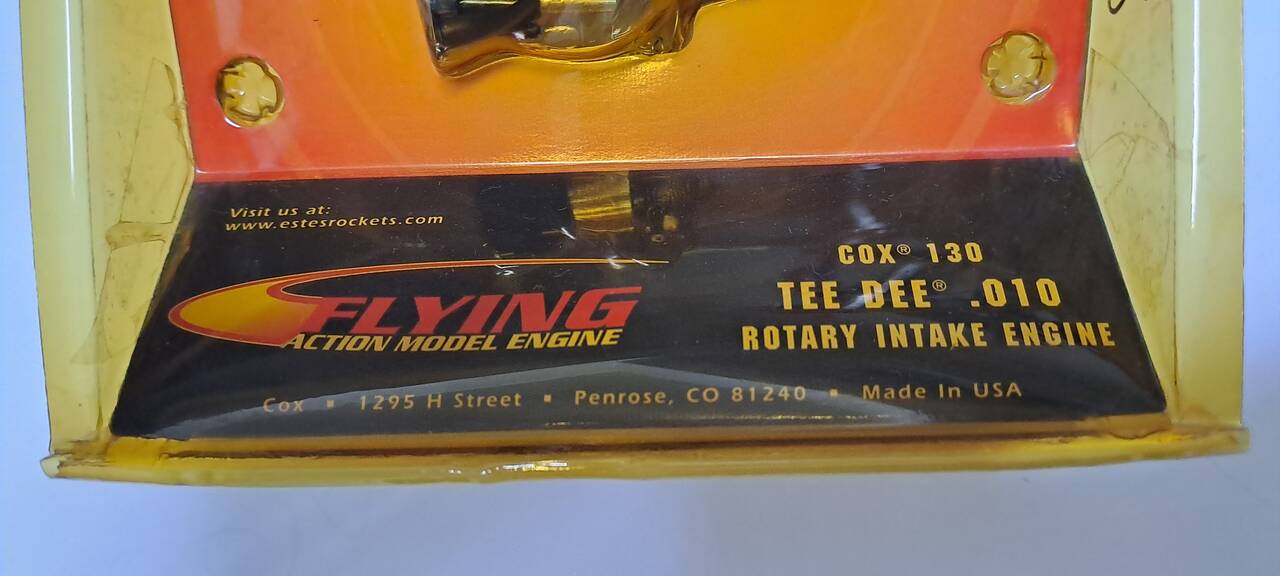 Visit us at:
www.estesrockets.com
FLYING
ACTION MODEL ENGINE
COX® 130
TEE DEE® .010
ROTARY INTAKE ENGINE
Cox ▪ 1295 H Street ▪ Penrose, CO 81240 ▪ Made In USA